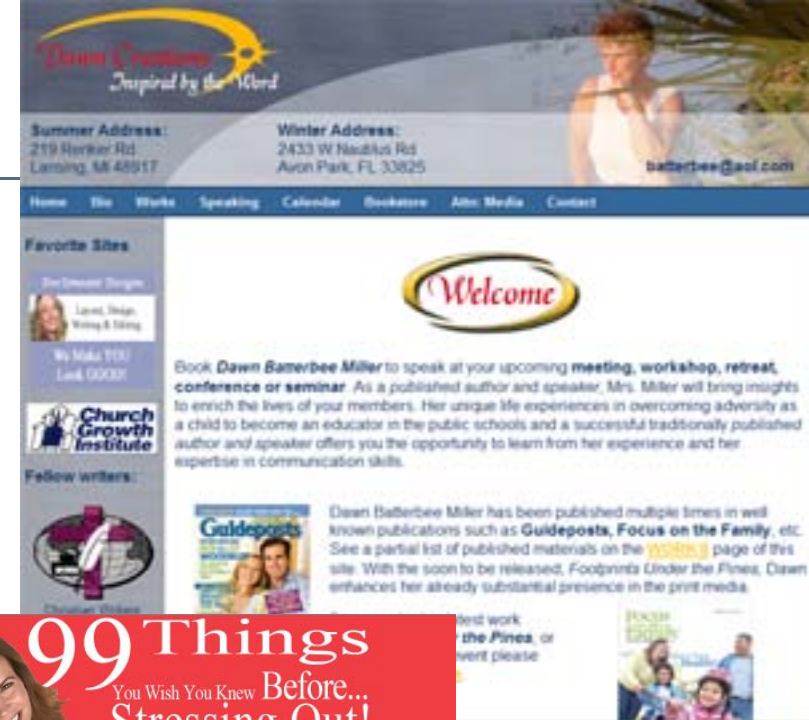 Dawn Creations
Inspired by the Word
Summer Address:
219 Renker Rd
Lansing, MI 48917
Winter Address:
2433 W Nautilus Rd
Avon Park, FL 33825
batterbee@aol.com
Home Bio Works Speaking Calendar Bookstore Attn: Media Contact
Favorite Sites
Layout, Design,
Writing & Editing
We Make YOU
Look GOOD!
Church
Growth
Institute
Fellow writers:
Christian Writers
Welcome
Book Dawn Batterbee Miller to speak at your upcoming meeting, workshop, retreat,
conference or seminar. As a published author and speaker, Mrs. Miller will bring insights
to enrich the lives of your members. Her unique life experiences in overcoming adversity as
a child to become an educator in the public schools and a successful traditionally published
author and speaker offers you the opportunity to learn from her experience and her
expertise in communication skills.
Guideposts
Dawn Batterbee Miller has been published multiple times in well
known publications such as Guideposts, Focus on the Family, etc.
See a partial list of published materials on the WORKS page of this
site. With the soon to be released, Footprints Under the Pines, Dawn
enhances her already substantial presence in the print media.
latest work
the Pines, or
event please
FOCUS
Family
99 Things
You Wish You Knew Before...
Stressing Out!